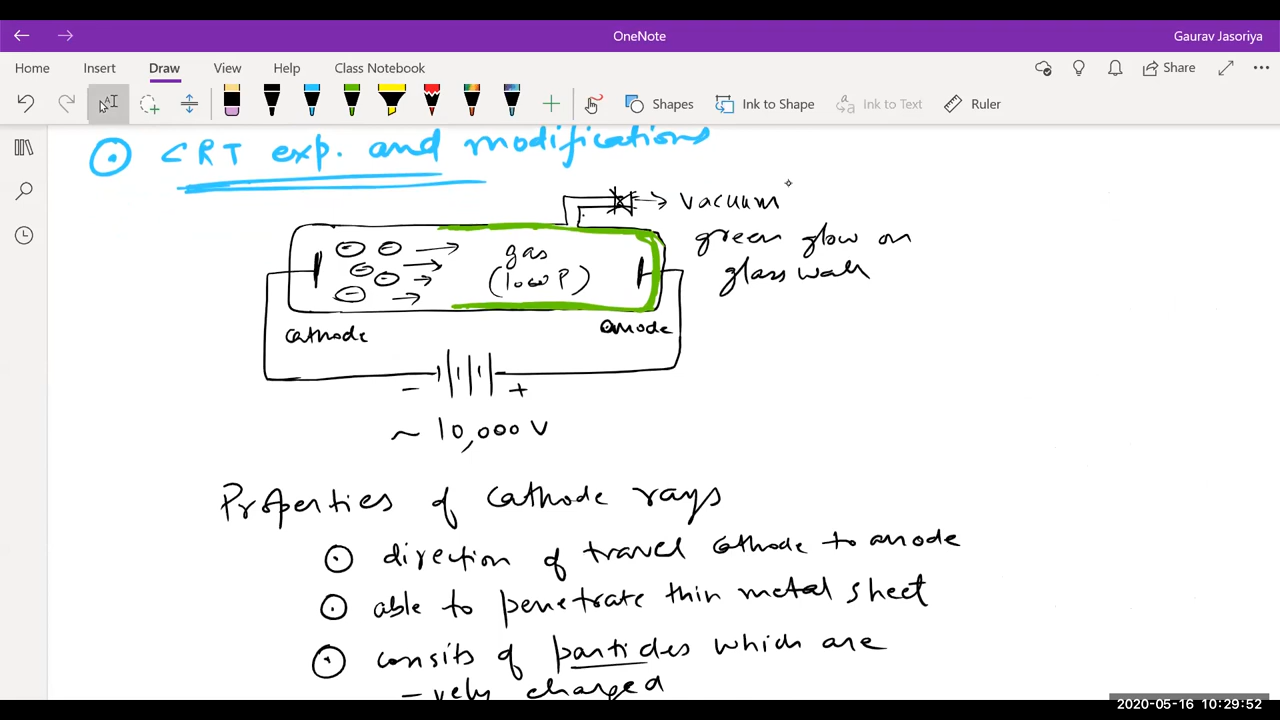 OneNote
Gaurav Jasoriya
Home Insert Draw View Help Class Notebook
Share
Shapes Ink to Shape Ink to Text Ruler
CRT exp. and modifications
→ vacuum
green glow on
glass wall
gas
(low P)
cathode
anode
- +
~ 10,000 V
Properties of cathode rays
direction of travel cathode to anode
able to penetrate thin metal sheet
consits of particles which are
-vely charged
2020-05-16 10:29:52